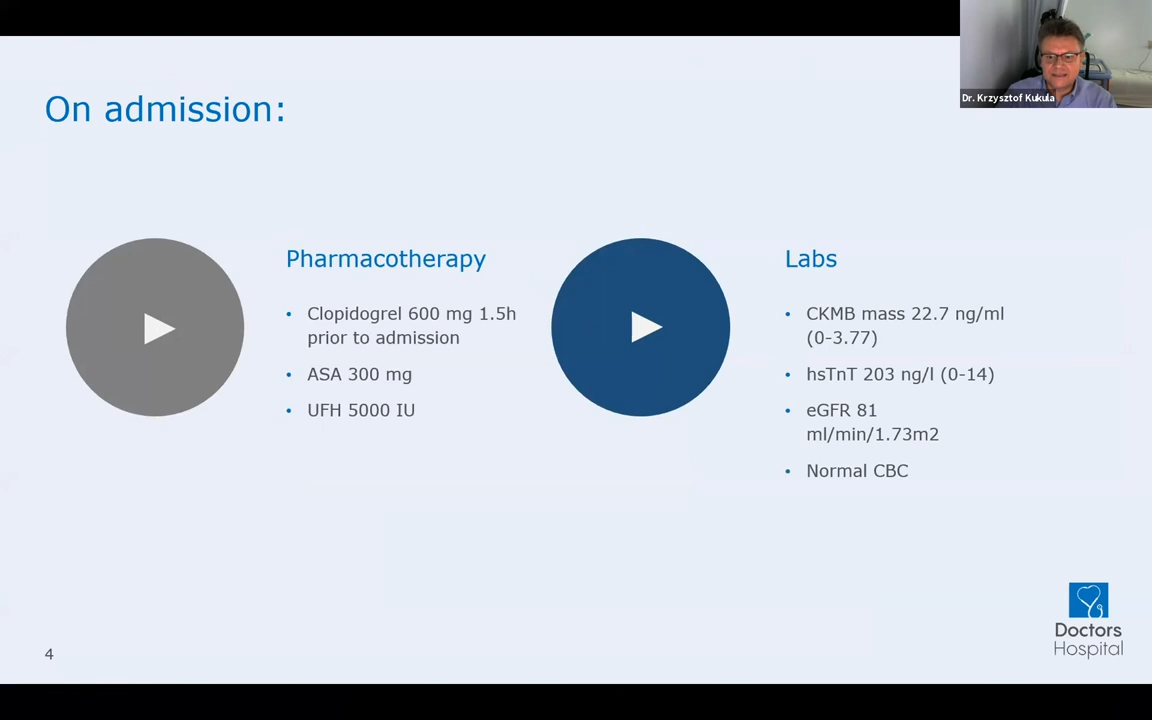 Dr. Krzysztof Kukula
On admission:
Pharmacotherapy
• Clopidogrel 600 mg 1.5h
prior to admission
• ASA 300 mg
• UFH 5000 IU
Labs
• CKMB mass 22.7 ng/ml
(0-3.77)
• hsTnT 203 ng/l (0-14)
• eGFR 81
ml/min/1.73m2
• Normal CBC
4
Doctors
Hospital